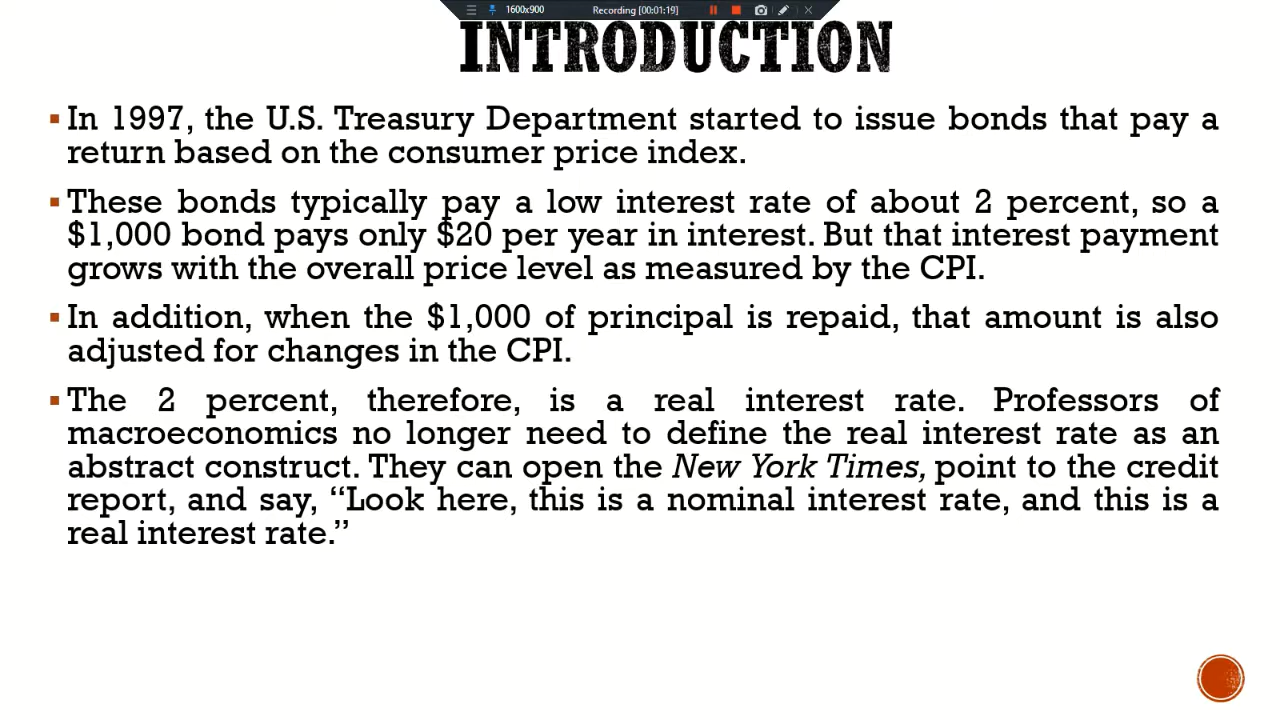 1600x900
Recording [00:01:19]
INTRODUCTION
In 1997, the U.S. Treasury Department started to issue bonds that pay a
return based on the consumer price index.
These bonds typically pay a low interest rate of about 2 percent, so a
$1,000 bond pays only $20 per year in interest. But that interest payment
grows with the overall price level as measured by the CPI.
In addition, when the $1,000 of principal is repaid, that amount is also
adjusted for changes in the CPI.
The 2 percent, therefore, is a real interest rate. Professors of
macroeconomics no longer need to define the real interest rate as an
abstract construct. They can open the New York Times, point to the credit
report, and say, “Look here, this is a nominal interest rate, and this is a
real interest rate.”